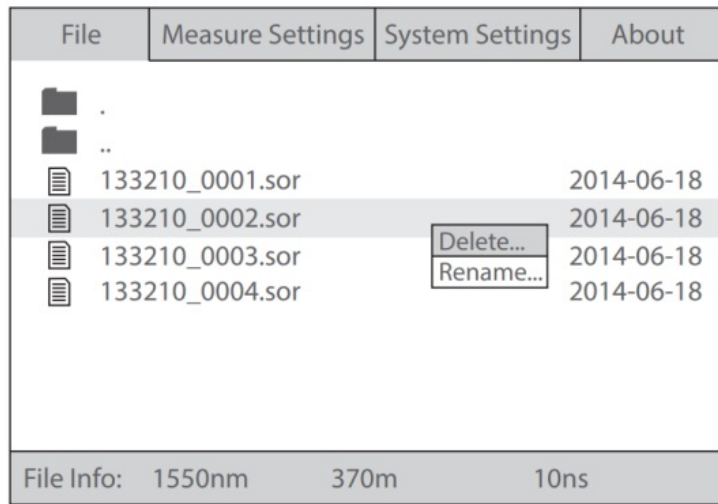 File Measure Settings System Settings About
.
..
133210_0001.sor 2014-06-18
133210_0002.sor 2014-06-18
Delete...
133210_0003.sor 2014-06-18
Rename...
133210_0004.sor 2014-06-18
File Info: 1550nm 370m 10ns